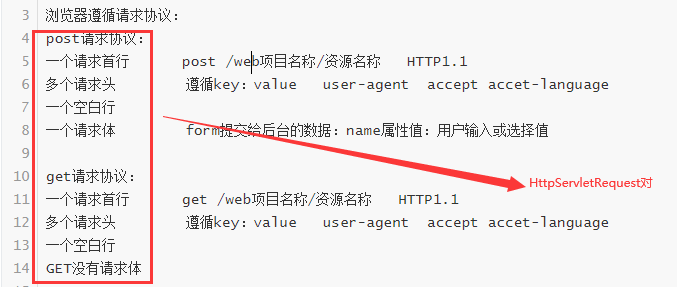 3 浏览器遵循请求协议:
4 post请求协议:
5 一个请求首行 post /web项目名称/资源名称 HTTP1.1
6 多个请求头 遵循key:value user-agent accept accet-language
7 一个空白行
8 一个请求体 form提交给后台的数据:name属性值:用户输入或选择值
9
HttpServletRequest对
10 get请求协议:
11 一个请求首行 get /web项目名称/资源名称 HTTP1.1
12 多个请求头 遵循key:value user-agent accept accet-language
13 一个空白行
14 GET没有请求体